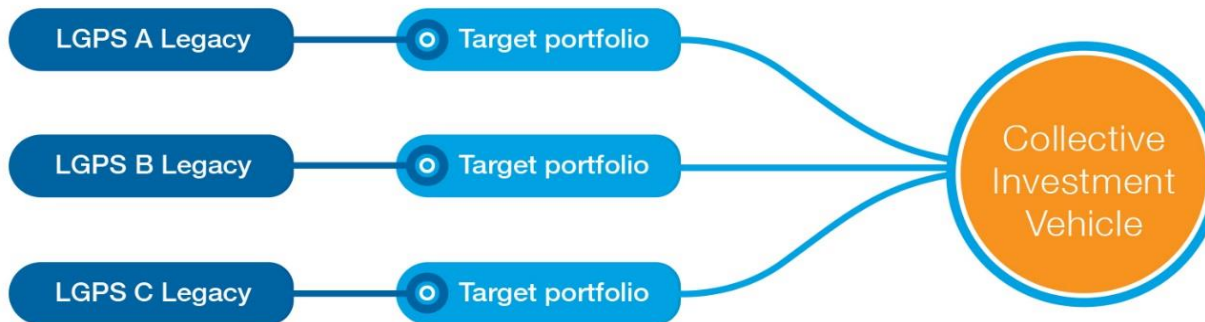 LGPS A Legacy
Target portfolio
LGPS B Legacy
Target portfolio
LGPS C Legacy
Target portfolio
Collective
Investment
Vehicle